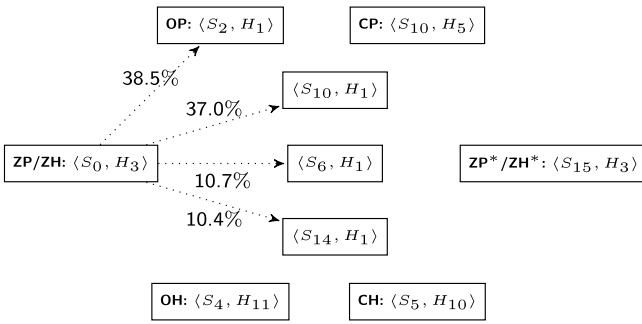 OP: ⟨S₂, H₁⟩ CP: ⟨S₁₀, H₅⟩
38.5%
⟨S₁₀, H₁⟩
37.0%
ZP/ZH: ⟨S₀, H₃⟩ ⟨S₆, H₁⟩ ZP*/ZH*: ⟨S₁₅, H₃⟩
10.7%
10.4%
⟨S₁₄, H₁⟩
OH: ⟨S₄, H₁₁⟩ CH: ⟨S₅, H₁₀⟩